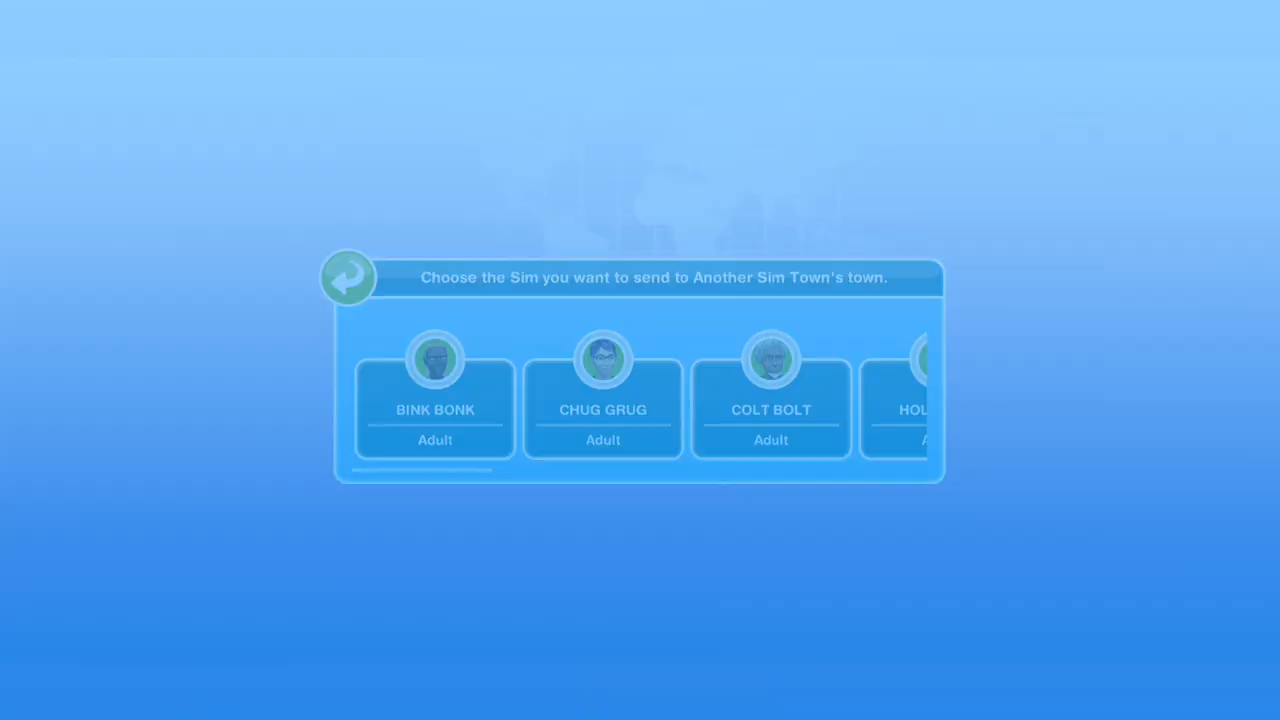 Choose the Sim you want to send to Another Sim Town's town.
BINK BONK
Adult
CHUG GRUG
Adult
COLT BOLT
Adult
HOL